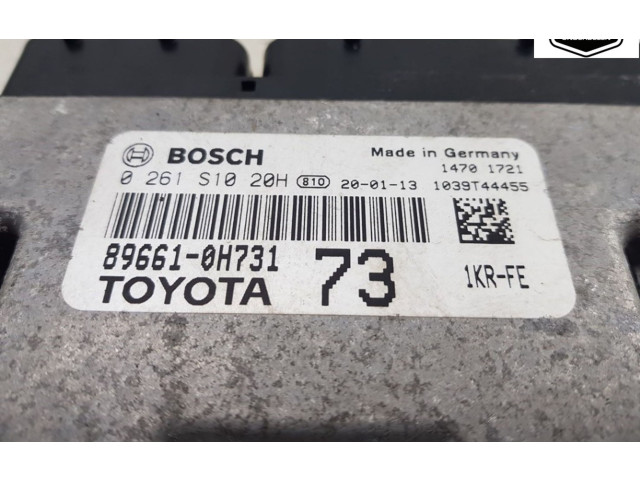 BOSCH Made in Germany
1470 1721
0 261 S10 20H 810 20-01-13 1039T44455
89661-0H731 73 1KR-FE
TOYOTA